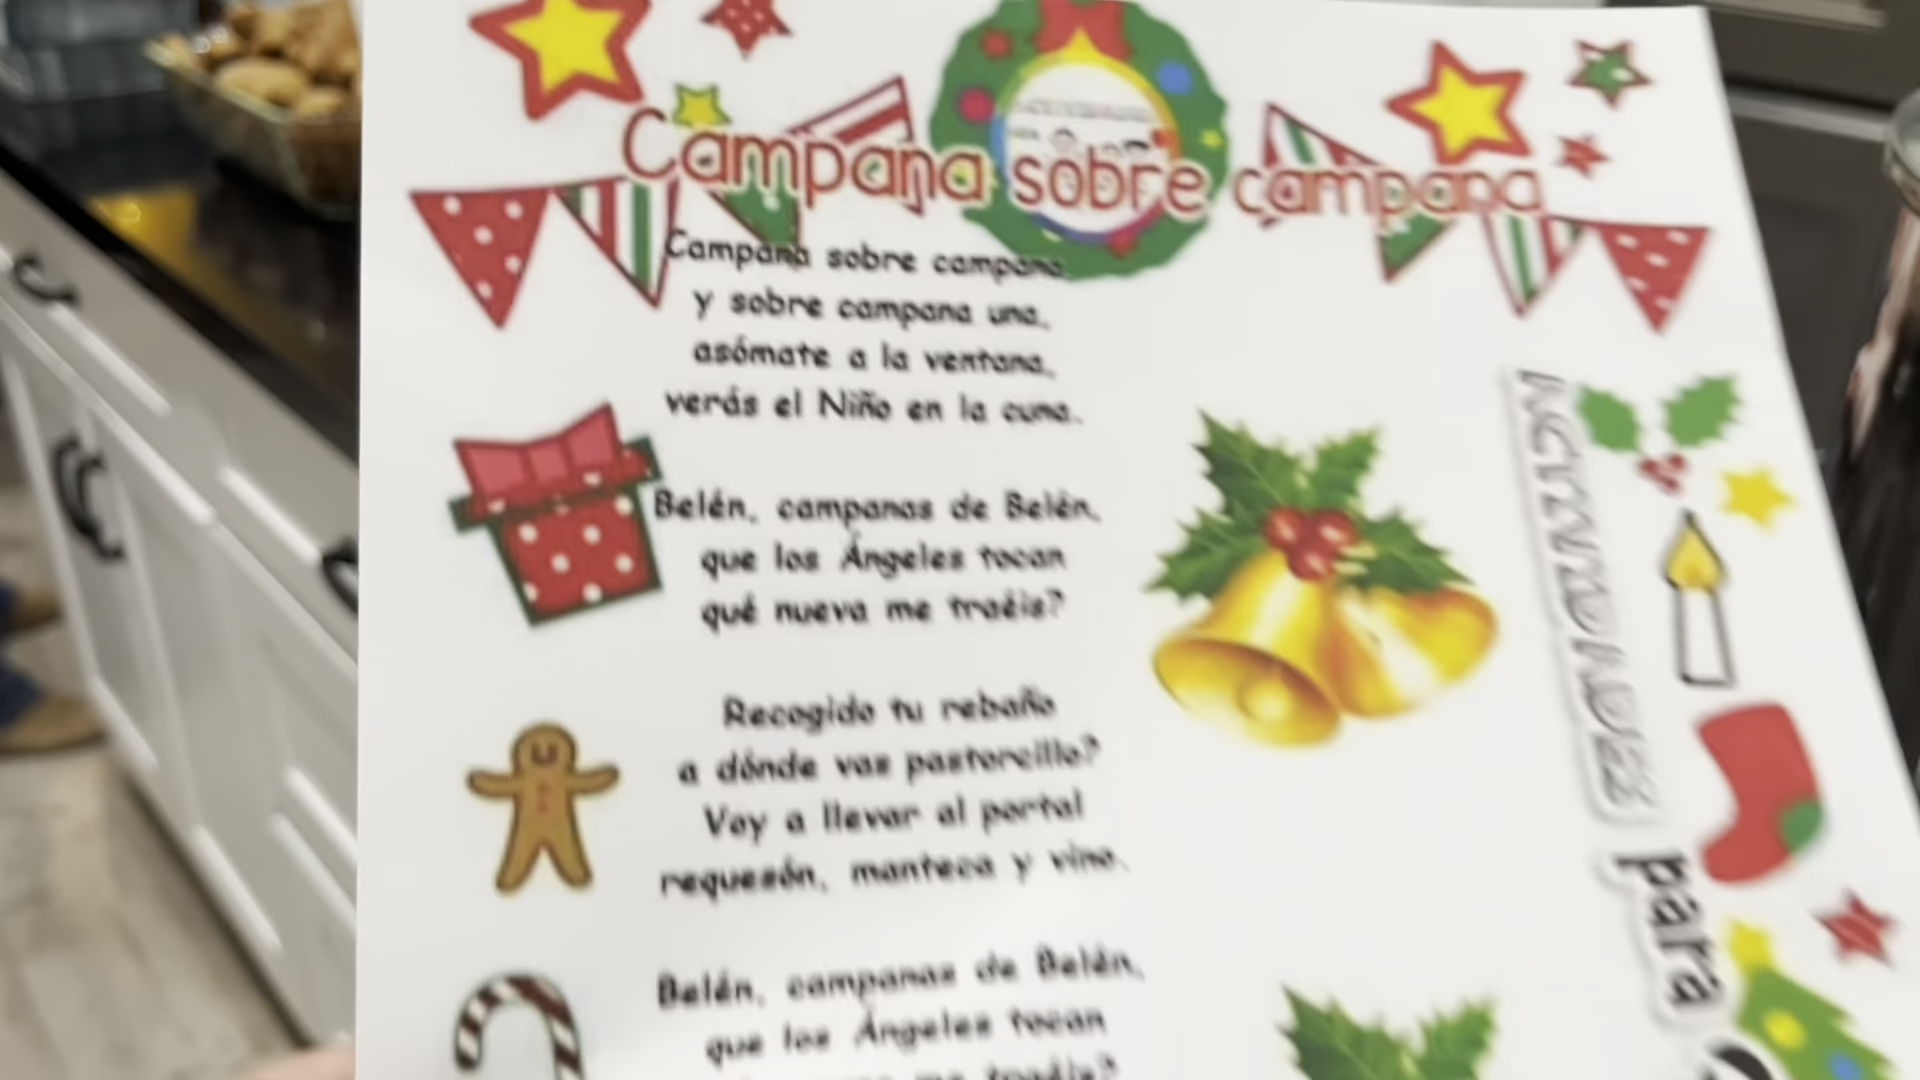 Campana sobre campana
Campana sobre campana
y sobre campana una,
asómate a la ventana,
verás el Niño en la cuna.
Belén, campanas de Belén,
que los Ángeles tocan
qué nueva me traéis?
Recogido tu rebaño
a dónde vas pastorcillo?
Voy a llevar al portal
requesón, manteca y vino.
Belén, campanas de Belén,
que los Ángeles tocan
me traéis?
para